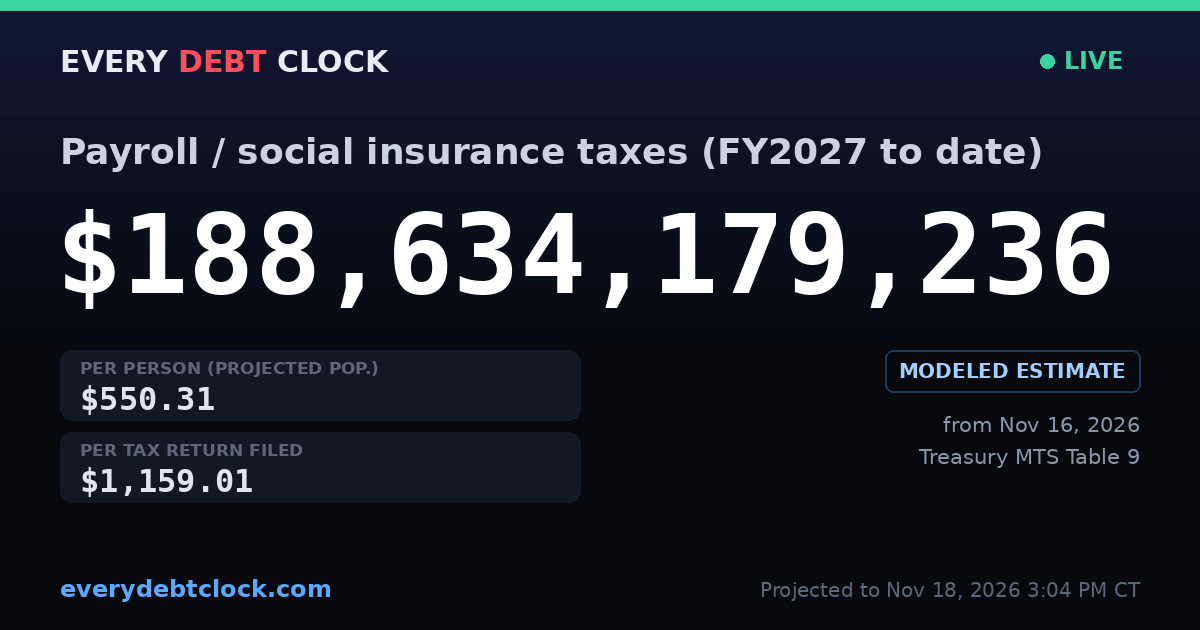 EVERY DEBT CLOCK
LIVE
Payroll / social insurance taxes (FY2027 to date)
$188,634,179,236
PER PERSON (PROJECTED POP.)
$550.31
PER TAX RETURN FILED
$1,159.01
MODELED ESTIMATE
from Nov 16, 2026
Treasury MTS Table 9
everydebtclock.com
Projected to Nov 18, 2026 3:04 PM CT